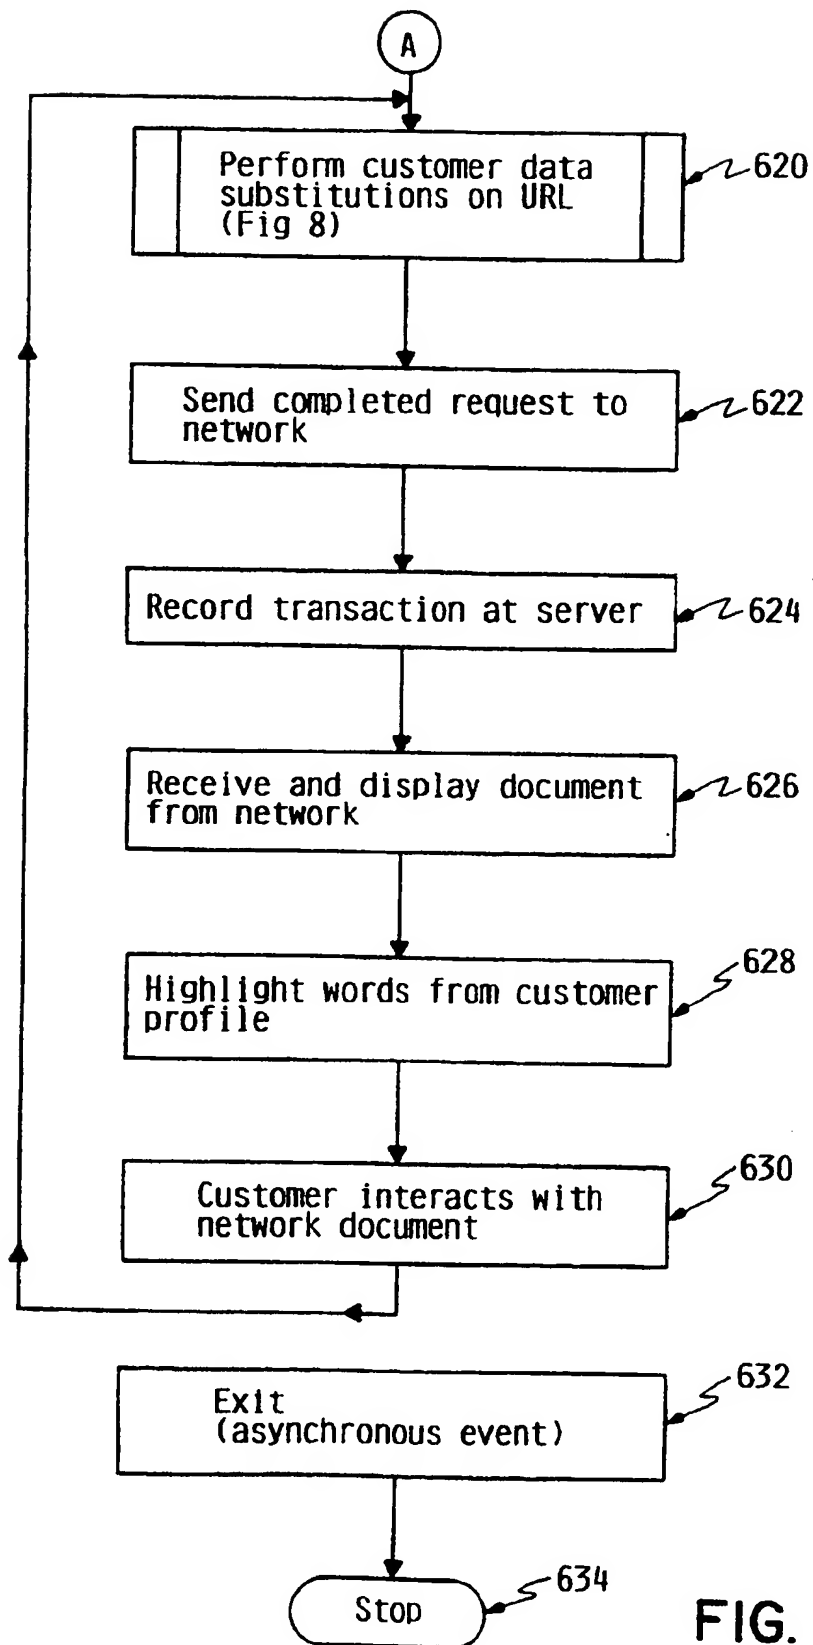 A
Perform customer data
substitutions on URL
(Fig 8)
620
Send completed request to
network
622
Record transaction at server
624
Receive and display document
from network
626
Highlight words from customer
profile
628
Customer interacts with
network document
630
Exit
(asynchronous event)
632
Stop
634
FIG.